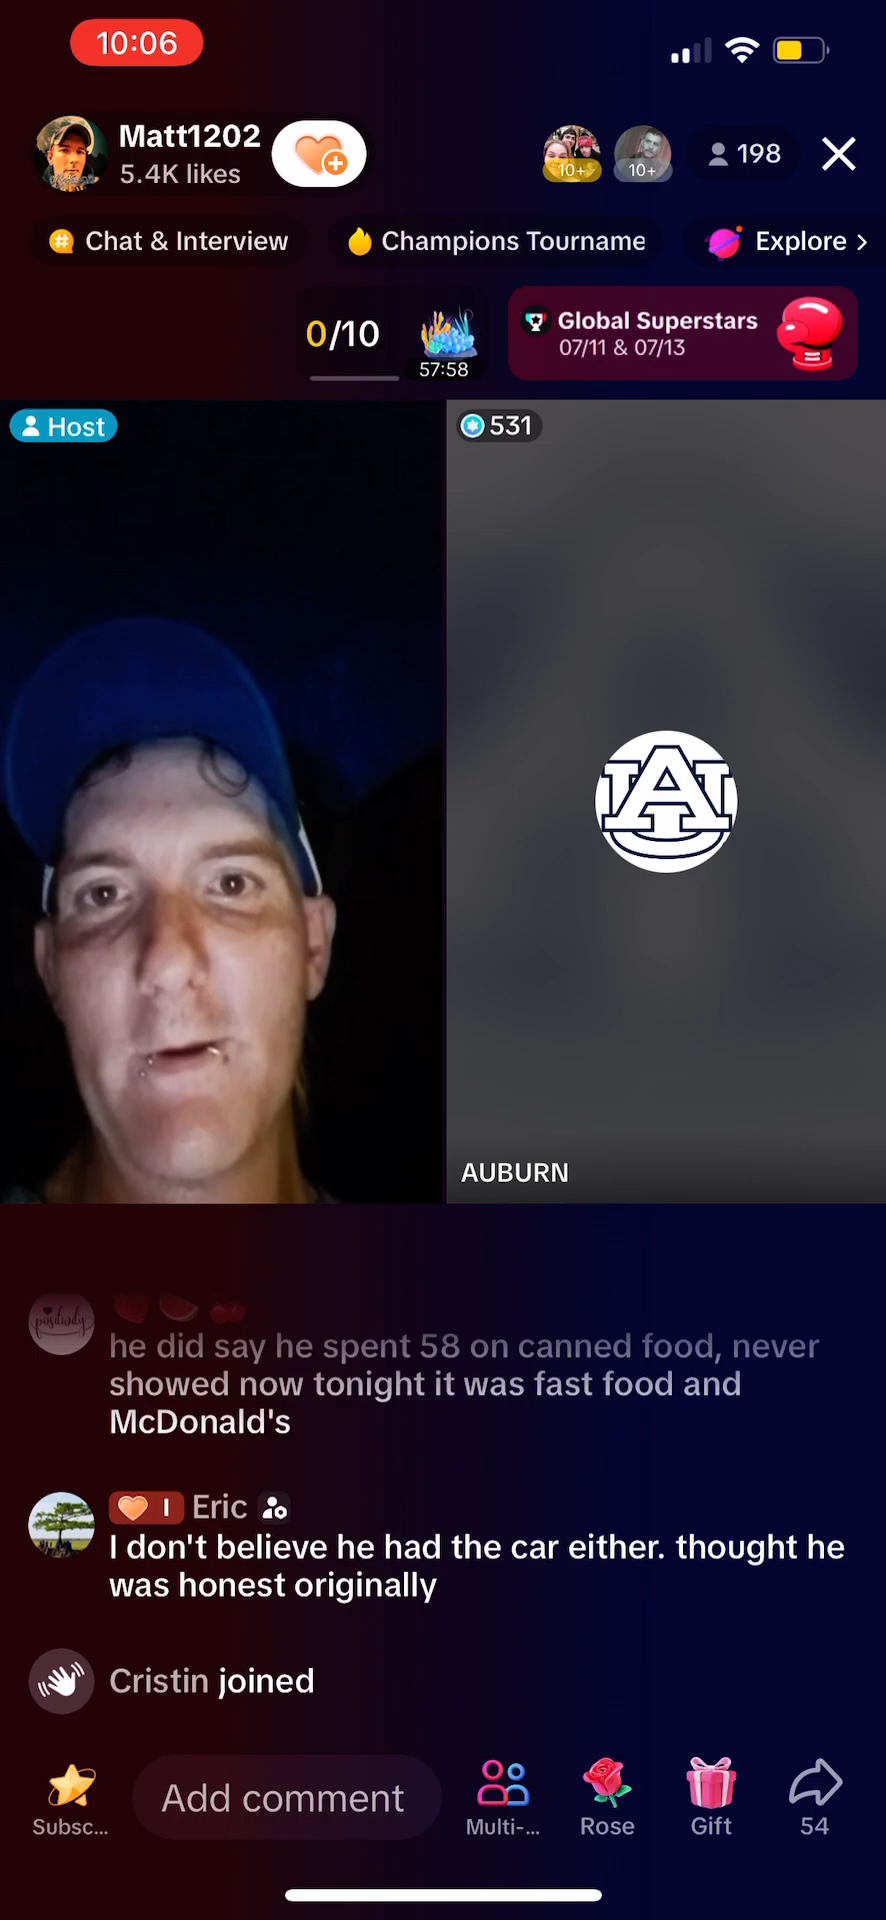 10:06
Matt1202
5.4K likes
10+
10+
198
Chat & Interview
Champions Tourname
Explore >
0/10
57:58
Global Superstars
07/11 & 07/13
Host
531
AU
AUBURN
positively
he did say he spent 58 on canned food, never
showed now tonight it was fast food and
McDonald's
I Eric
I don't believe he had the car either. thought he
was honest originally
Cristin joined
Subsc...
Add comment
Multi-...
Rose
Gift
54